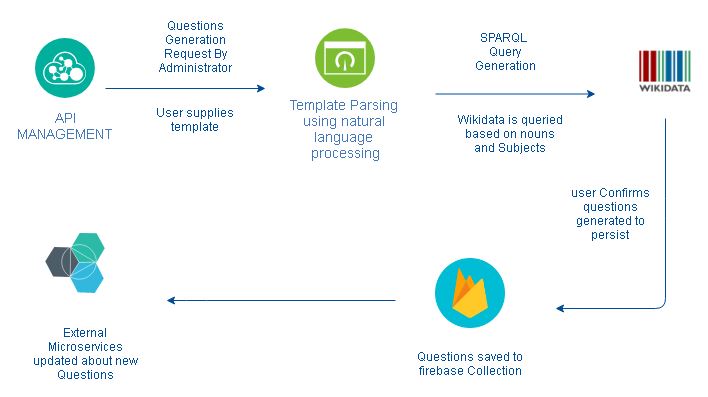 Questions
Generation
Request By
Administrator
API
MANAGEMENT
User supplies
template
Template Parsing
using natural
language
processing
SPARQL
Query
Generation
Wikidata is queried
based on nouns
and Subjects
WIKIDATA
user Confirms
questions
generated to
persist
Questions saved to
firebase Collection
External
Microservices
updated about new
Questions